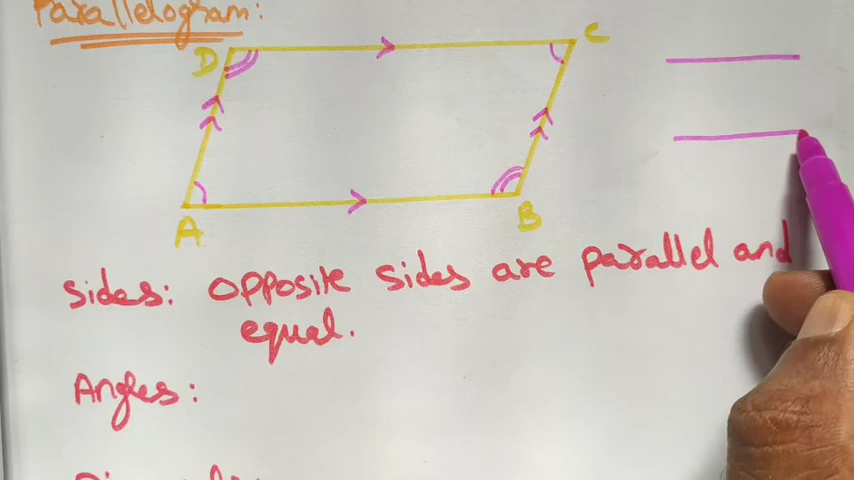 Parallelogram:
D
C
A
B
Sides: Opposite sides are parallel and
equal.
Angles: